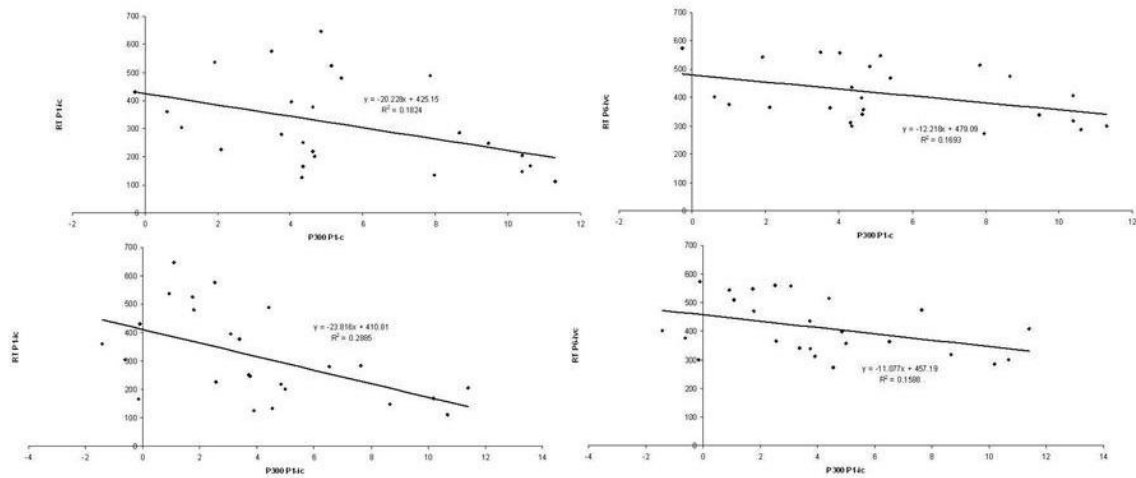 700
600
500
400
300
200
100
0
-2 0 2 4 6 8 10 12
RT P1-ic
P300 P1-c
y = -20.228x + 425.15
R² = 0.1824
700
600
500
400
300
200
100
0
-2 0 2 4 6 8 10 12
RT P6-ivc
P300 P1-c
y = -12.218x + 479.09
R² = 0.1693
700
600
500
400
300
200
100
0
-4 -2 0 2 4 6 8 10 12 14
RT P1-ic
P300 P1-ic
y = -23.816x + 410.81
R² = 0.2885
700
600
500
400
300
200
100
0
-4 -2 0 2 4 6 8 10 12 14
RT P6-ivc
P300 P1-ic
y = -11.077x + 457.19
R² = 0.1588